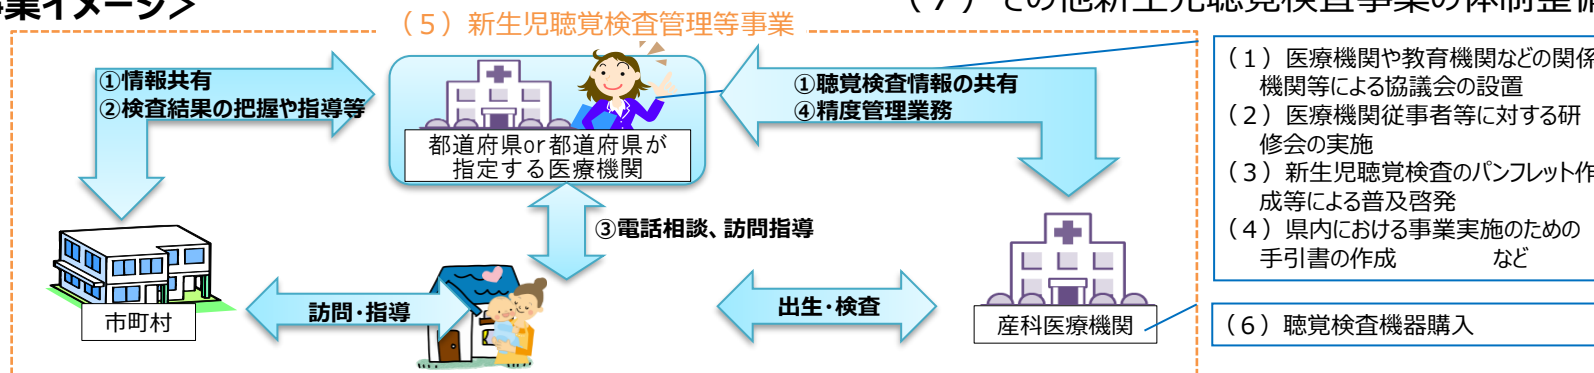 事業イメージ＞
（７）その他新生児聴覚検査事業の体制整備
（５）新生児聴覚検査管理等事業
①情報共有
②検査結果の把握や指導等
都道府県or都道府県が
指定する医療機関
①聴覚検査情報の共有
④精度管理業務
③電話相談、訪問指導
市町村
訪問・指導
出生・検査
産科医療機関
（１）医療機関や教育機関などの関係
機関等による協議会の設置
（２）医療機関従事者等に対する研
修会の実施
（３）新生児聴覚検査のパンフレット作
成等による普及啓発
（４）県内における事業実施のための
手引書の作成　　　　など
（６）聴覚検査機器購入